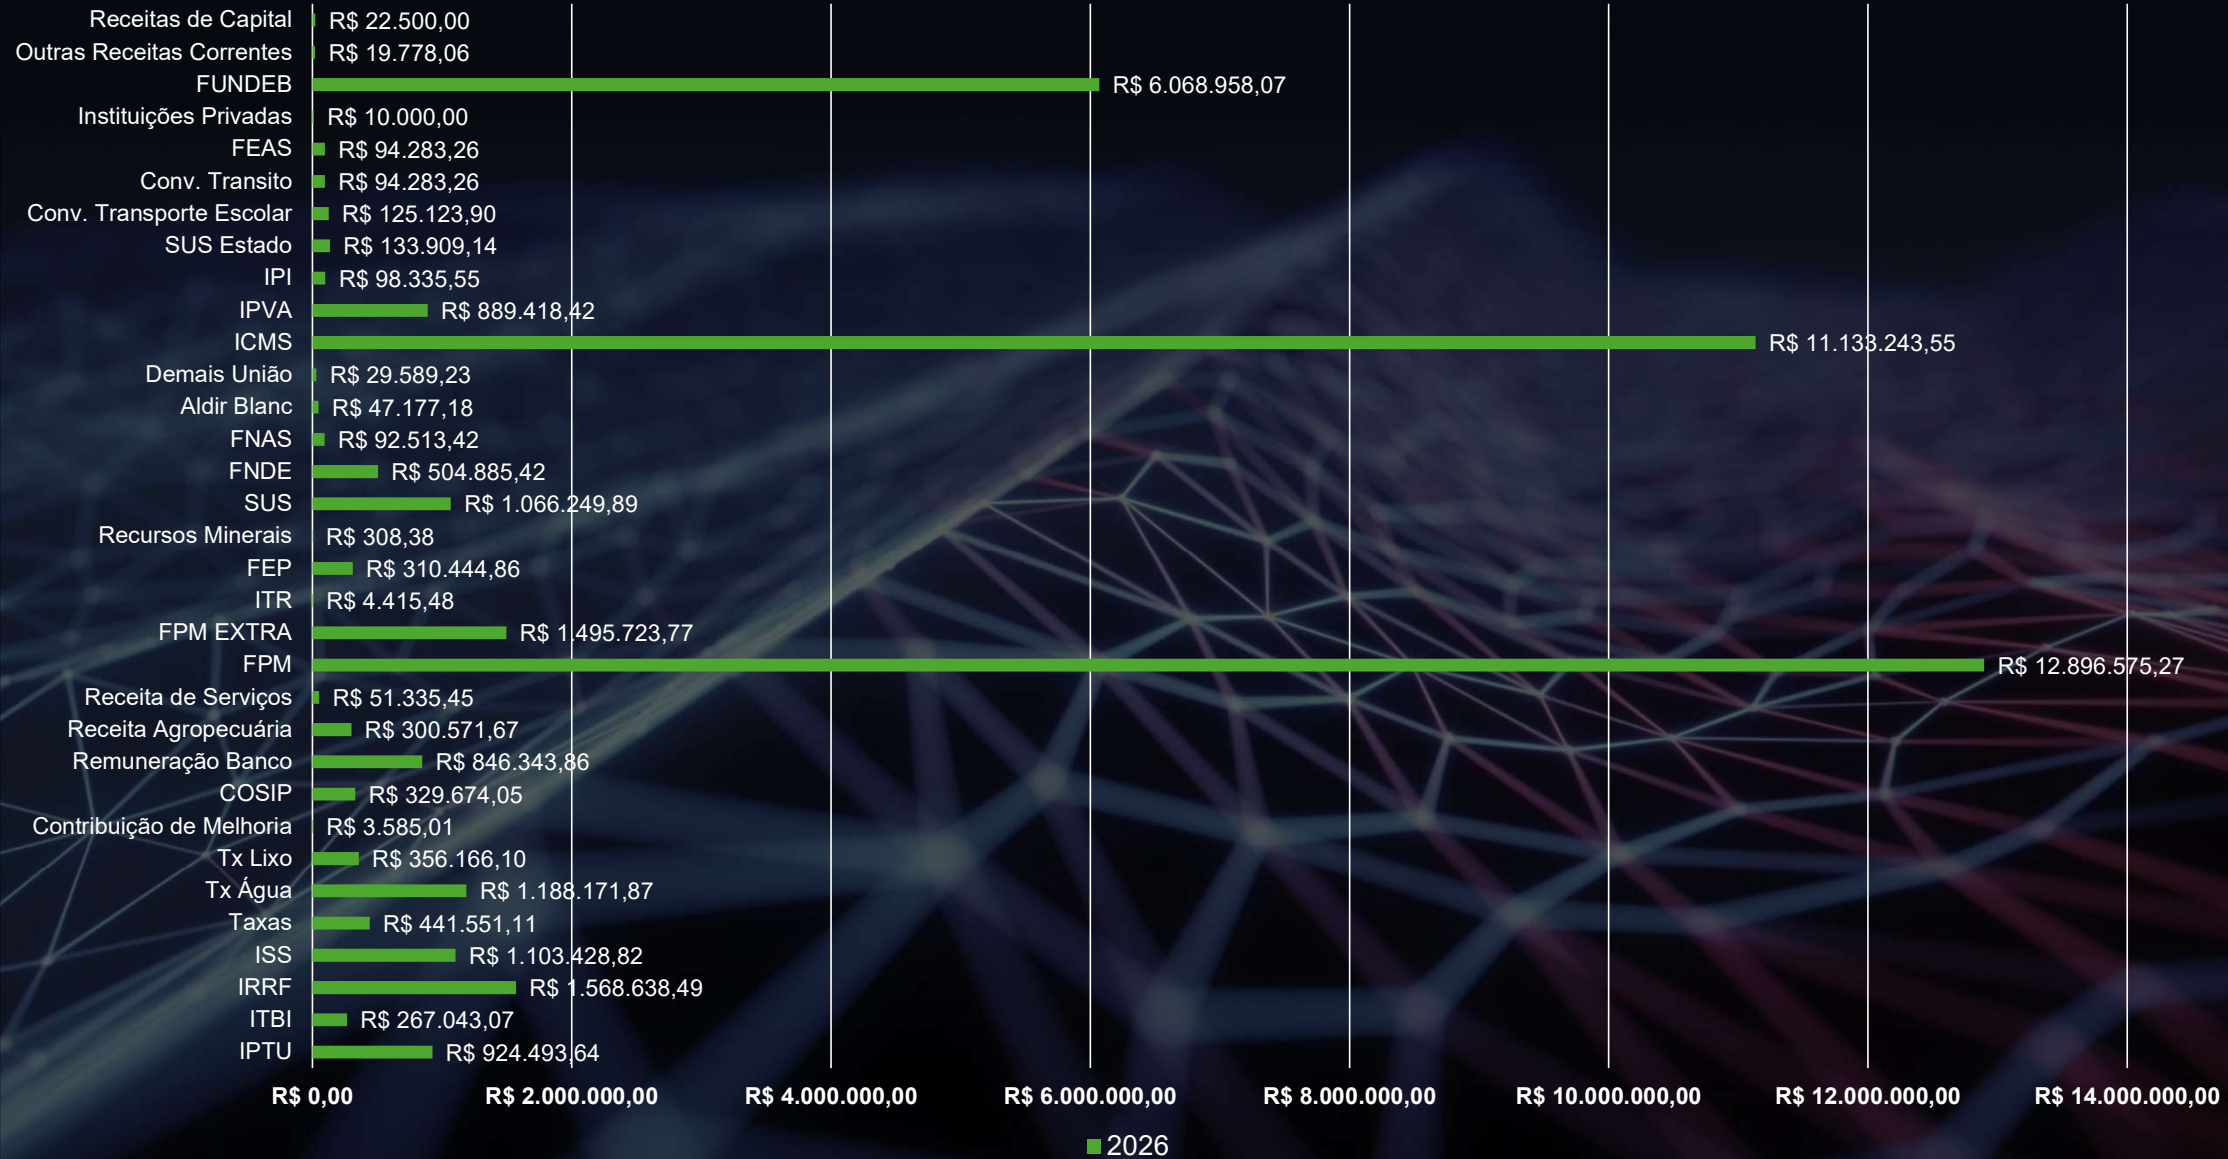 Receitas de Capital R$ 22.500,00
Outras Receitas Correntes R$ 19.778,06
FUNDEB R$ 6.068.958,07
Instituições Privadas R$ 10.000,00
FEAS R$ 94.283,26
Conv. Transito R$ 94.283,26
Conv. Transporte Escolar R$ 125.123,90
SUS Estado R$ 133.909,14
IPI R$ 98.335,55
IPVA R$ 889.418,42
ICMS R$ 11.133.243,55
Demais União R$ 29.589,23
Aldir Blanc R$ 47.177,18
FNAS R$ 92.513,42
FNDE R$ 504.885,42
SUS R$ 1.066.249,89
Recursos Minerais R$ 308,38
FEP R$ 310.444,86
ITR R$ 4.415,48
FPM EXTRA R$ 1.495.723,77
FPM R$ 12.896.575,27
Receita de Serviços R$ 51.335,45
Receita Agropecuária R$ 300.571,67
Remuneração Banco R$ 846.343,86
COSIP R$ 329.674,05
Contribuição de Melhoria R$ 3.585,01
Tx Lixo R$ 356.166,10
Tx Água R$ 1.188.171,87
Taxas R$ 441.551,11
ISS R$ 1.103.428,82
IRRF R$ 1.568.638,49
ITBI R$ 267.043,07
IPTU R$ 924.493,64
R$ 0,00 R$ 2.000.000,00 R$ 4.000.000,00 R$ 6.000.000,00 R$ 8.000.000,00 R$ 10.000.000,00 R$ 12.000.000,00 R$ 14.000.000,00
2026